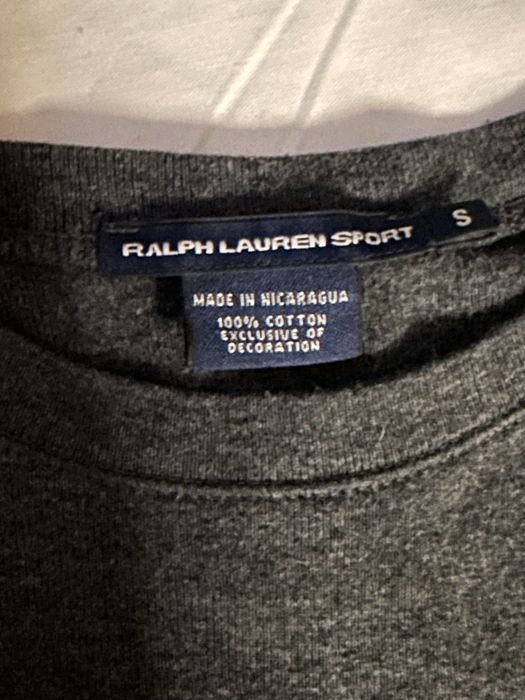 RALPH LAUREN SPORT S
MADE IN NICARAGUA
100% COTTON
EXCLUSIVE OF
DECORATION